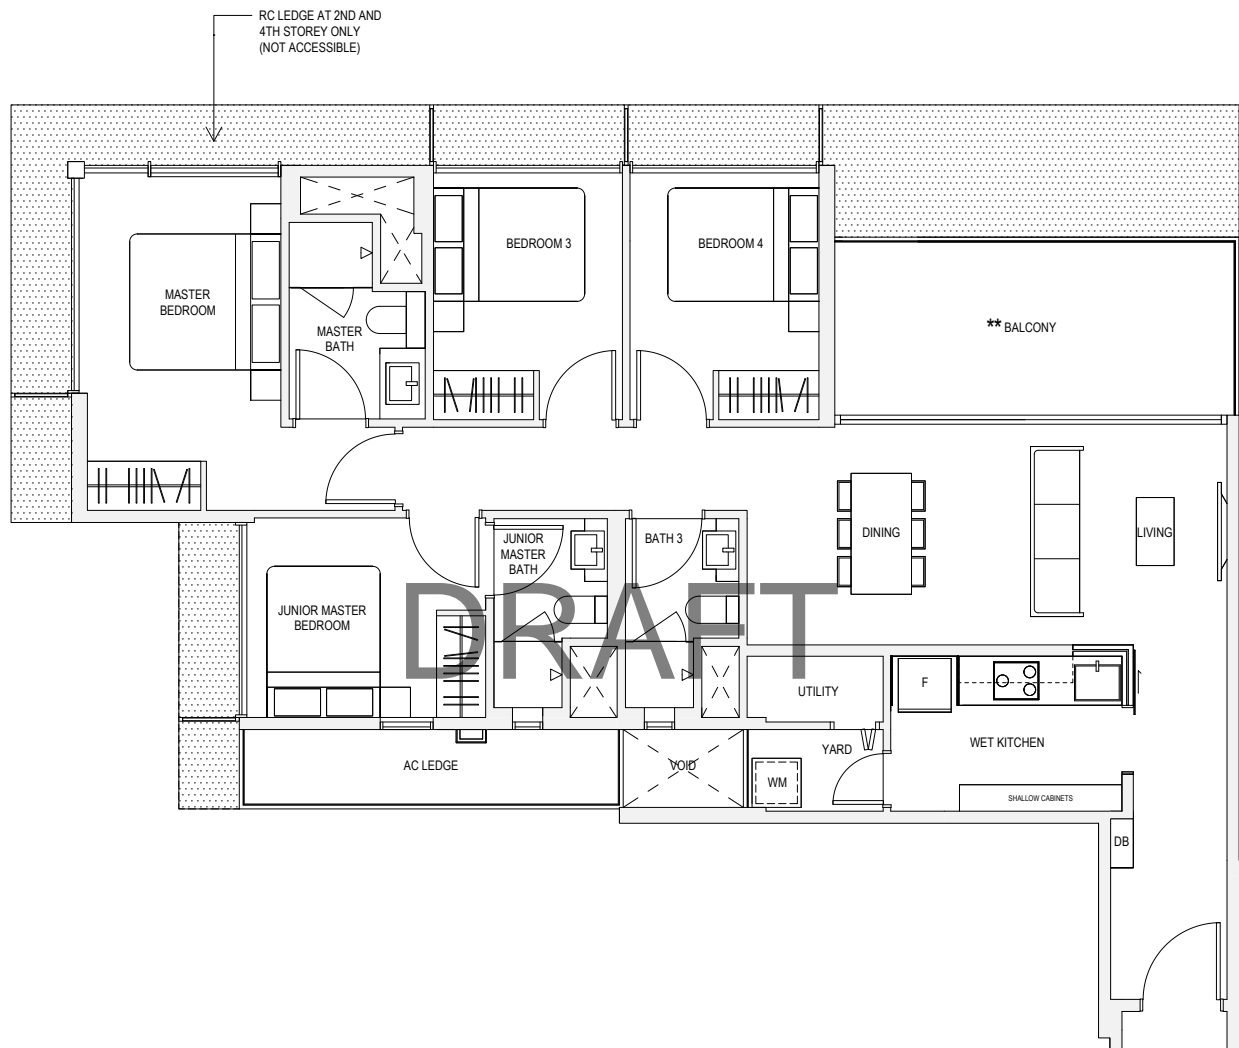 RC LEDGE AT 2ND AND
4TH STOREY ONLY
(NOT ACCESSIBLE)
MASTER
BEDROOM
MASTER
BATH
BEDROOM 3
BEDROOM 4
** BALCONY
JUNIOR MASTER
BEDROOM
JUNIOR
MASTER
BATH
BATH 3
DINING
LIVING
DRAFT
UTILITY
F
WET KITCHEN
YARD
AC LEDGE
VOID
WM
SHALLOW CABINETS
DB